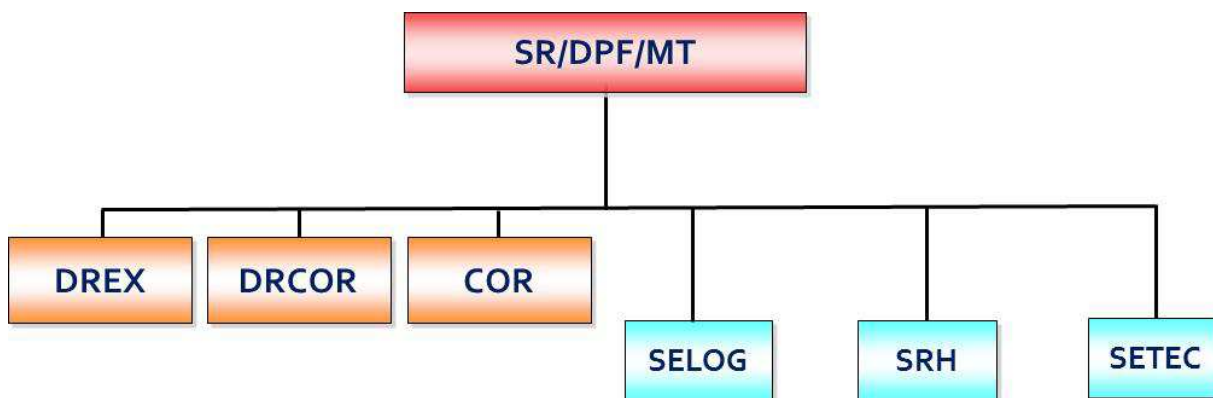 SR/DPF/MT
DREX
DRCOR
COR
SELOG
SRH
SETEC